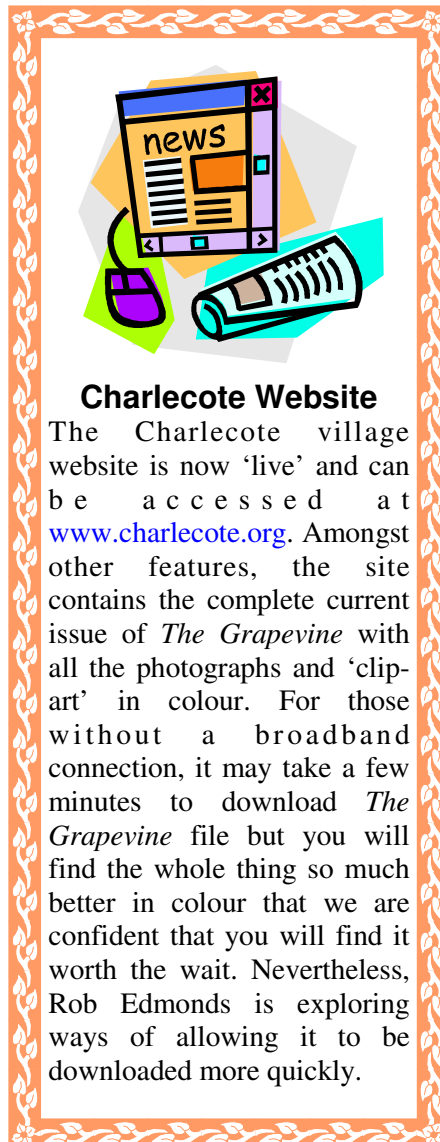 news
Charlecote Website
The Charlecote village
website is now ‘live’ and can
be accessed at
www.charlecote.org. Amongst
other features, the site
contains the complete current
issue of The Grapevine with
all the photographs and ‘clip-
art’ in colour. For those
without a broadband
connection, it may take a few
minutes to download The
Grapevine file but you will
find the whole thing so much
better in colour that we are
confident that you will find it
worth the wait. Nevertheless,
Rob Edmonds is exploring
ways of allowing it to be
downloaded more quickly.